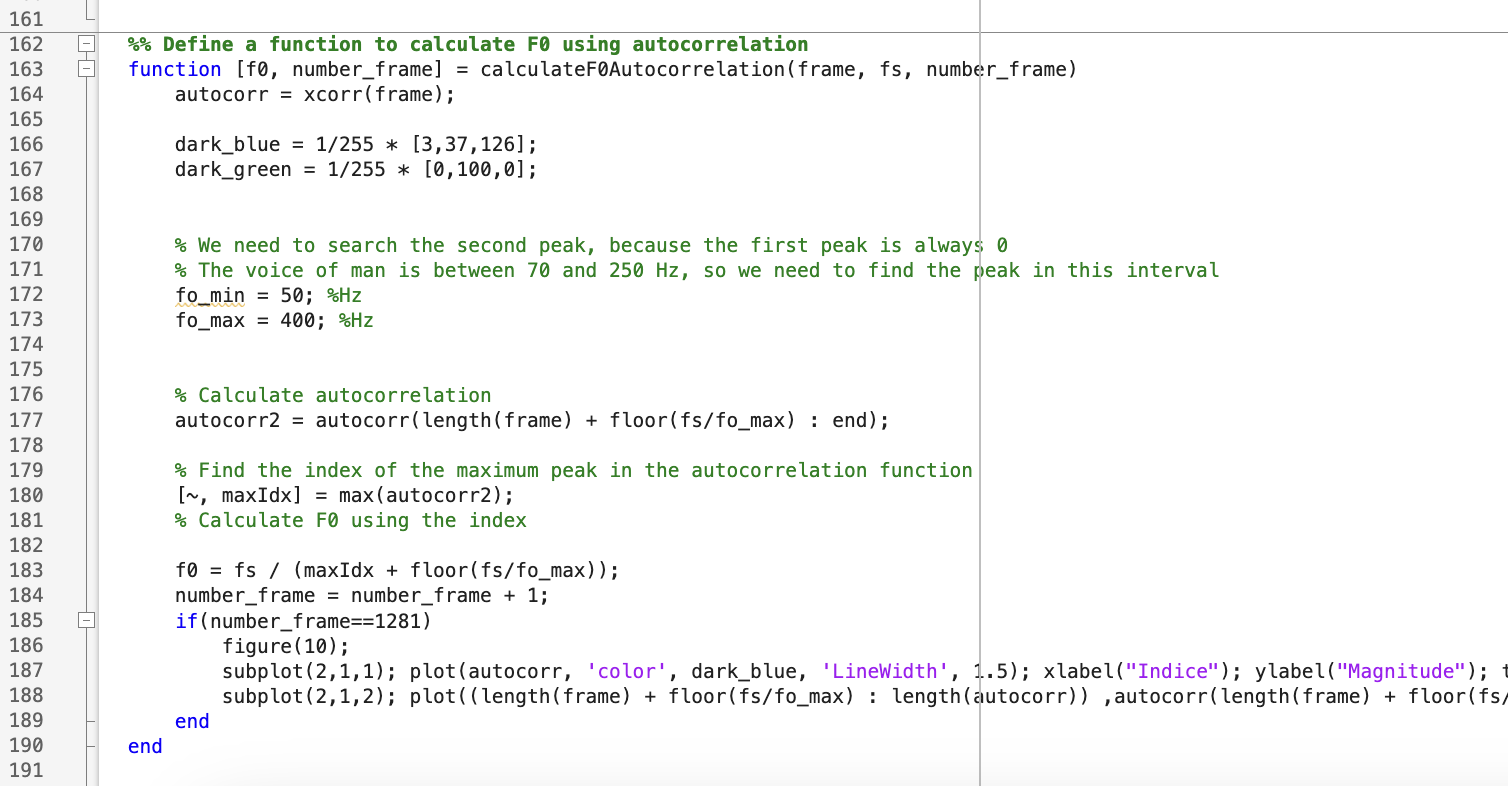 161
162 %% Define a function to calculate F0 using autocorrelation
163 function [f0, number_frame] = calculateF0Autocorrelation(frame, fs, number_frame)
164 autocorr = xcorr(frame);
165
166 dark_blue = 1/255 * [3,37,126];
167 dark_green = 1/255 * [0,100,0];
168
169
170 % We need to search the second peak, because the first peak is always 0
171 % The voice of man is between 70 and 250 Hz, so we need to find the peak in this interval
172 fo_min = 50; %Hz
173 fo_max = 400; %Hz
174
175
176 % Calculate autocorrelation
177 autocorr2 = autocorr(length(frame) + floor(fs/fo_max) : end);
178
179 % Find the index of the maximum peak in the autocorrelation function
180 [~, maxIdx] = max(autocorr2);
181 % Calculate F0 using the index
182
183 f0 = fs / (maxIdx + floor(fs/fo_max));
184 number_frame = number_frame + 1;
185 if(number_frame==1281)
186 figure(10);
187 subplot(2,1,1); plot(autocorr, 'color', dark_blue, 'LineWidth', 1.5); xlabel("Indice"); ylabel("Magnitude");
188 subplot(2,1,2); plot((length(frame) + floor(fs/fo_max) : length(autocorr)) ,autocorr(length(frame) + floor(fs/
189 end
190 end
191